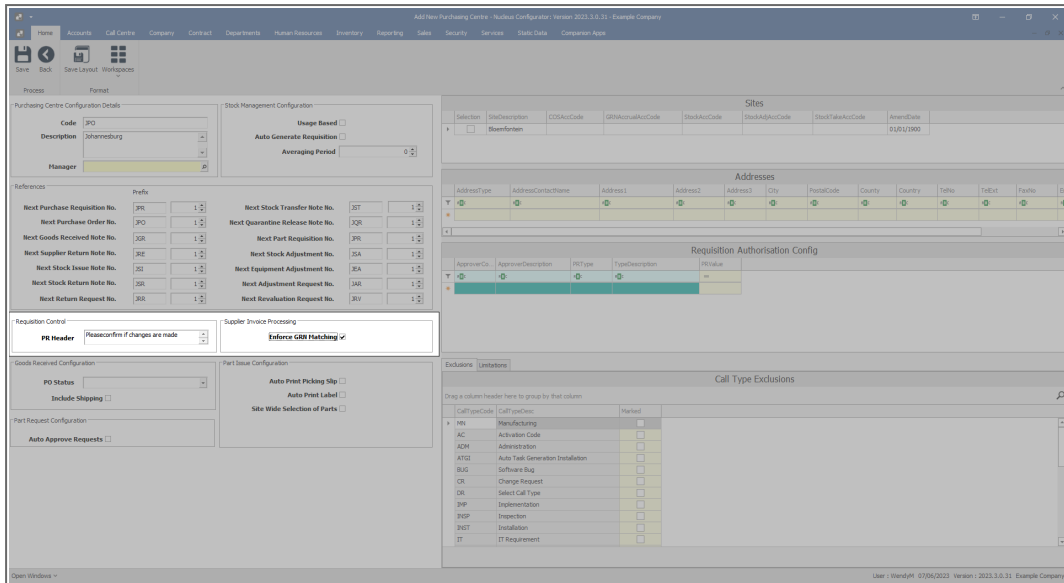 Add New Purchasing Centre - Nucleus Configurator: Version 2023.3.0.31 - Example Company
Home Accounts Call Centre Company Contract Departments Human Resources Inventory Reporting Sales Security Services Static Data Companion Apps
Save Back Save Layout Workspaces
Process Format
Purchasing Centre Configuration Details
Code JPO
Description Johannesburg
Manager
Stock Management Configuration
Usage Based
Auto Generate Requisition
Averaging Period 0
References
Prefix
Next Purchase Requisition No. JPR 1
Next Purchase Order No. JPO 1
Next Goods Received Note No. JGR 1
Next Supplier Return Note No. JRE 1
Next Stock Issue Note No. JSI 1
Next Stock Return Note No. JSR 1
Next Return Request No. JRR 1
Next Stock Transfer Note No. JST 1
Next Quarantine Release Note No. JQR 1
Next Part Requisition No. JPR 1
Next Stock Adjustment No. JSA 1
Next Equipment Adjustment No. JEA 1
Next Adjustment Request No. JAR 1
Next Revaluation Request No. JRV 1
Requisition Control
PR Header Pleaseconfirm if changes are made
Supplier Invoice Processing
Enforce GRN Matching
Goods Received Configuration
PO Status
Include Shipping
Part Issue Configuration
Auto Print Picking Slip
Auto Print Label
Site Wide Selection of Parts
Part Request Configuration
Auto Approve Requests
Sites
Selection SiteDescription COSAccCode GRNAccrualAccCode StockAccCode StockAdjAccCode StockTakeAccCode AmendDate
Bloemfontein 01/01/1900
Addresses
AddressType AddressContactName Address1 Address2 Address3 City PostalCode County Country TelNo TelExt FaxNo
Requisition Authorisation Config
ApproverCo... ApproverDescription PRType TypeDescription PRValue
=
Exclusions Limitations
Call Type Exclusions
Drag a column header here to group by that column
CallTypeCode CallTypeDesc Marked
MN Manufacturing
AC Activation Code
ADM Administration
ATGI Auto Task Generation Installation
BUG Software Bug
CR Change Request
DR Select Call Type
IMP Implementation
INSP Inspection
INST Installation
IT IT Requirement
Open Windows
User : WendyM 07/06/2023 Version : 2023.3.0.31 Example Company